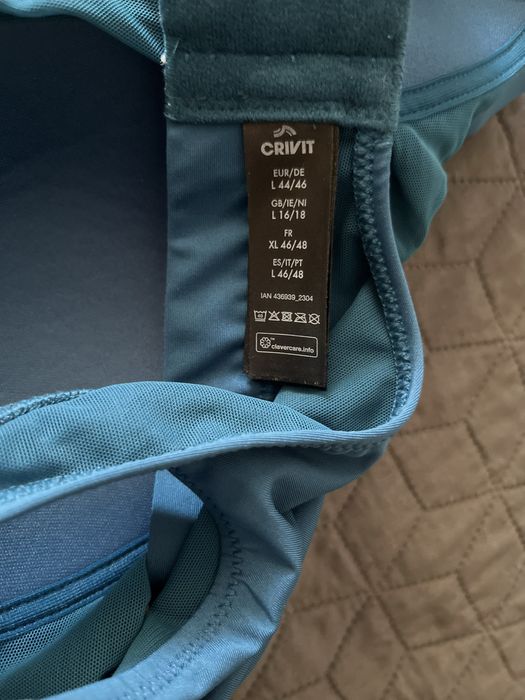 CRIVIT
EUR/DE
L 44/46
GB/IE/NI
L 16/18
FR
XL 46/48
ES/IT/PT
L 46/48
IAN 436939_2304
40
clevercare.info